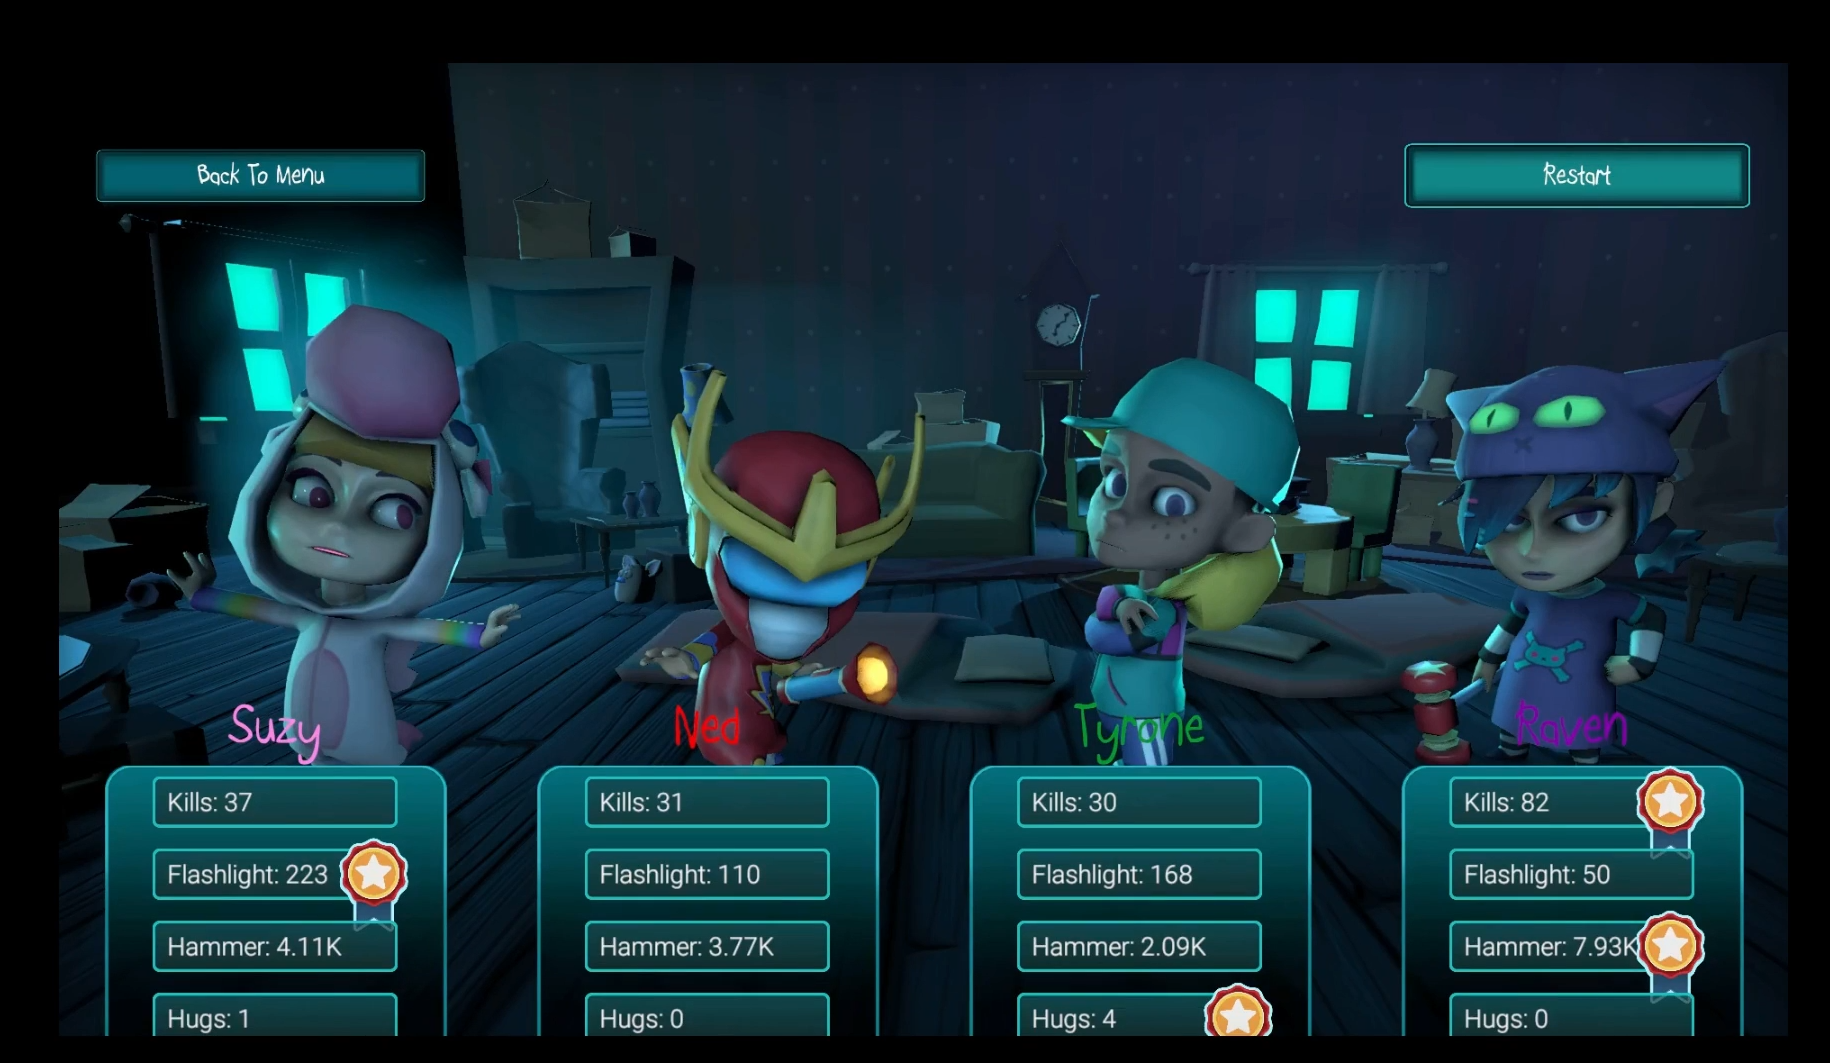 Back To Menu
Restart
Suzy
Ned
Tyrone
Raven
Kills: 37
Kills: 31
Kills: 30
Kills: 82
Flashlight: 223
Flashlight: 110
Flashlight: 168
Flashlight: 50
Hammer: 4.11K
Hammer: 3.77K
Hammer: 2.09K
Hammer: 7.93K
Hugs: 1
Hugs: 0
Hugs: 4
Hugs: 0